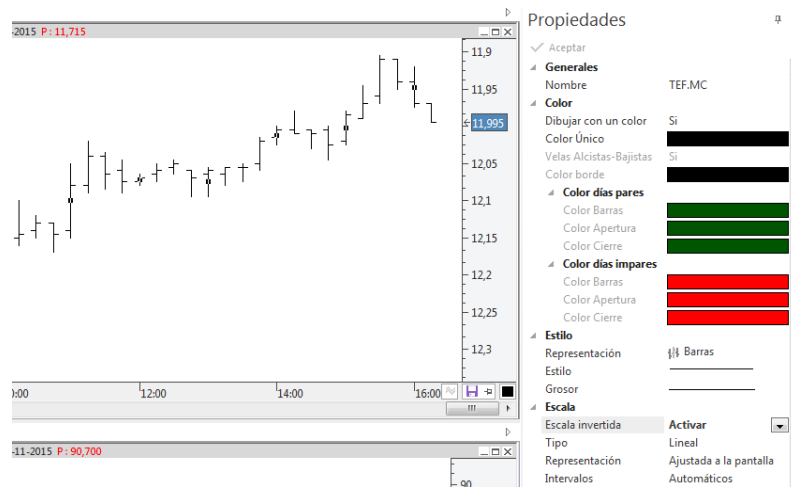 -2015 P: 11,715
11,9
11,95
11,995
12,05
12,1
12,15
12,2
12,25
12,3
0:00
12:00
14:00
16:00
-11-2015 P: 90,700
90
Propiedades
Aceptar
Generales
Nombre TEF.MC
Color
Dibujar con un color Si
Color Único
Velas Alcistas-Bajistas Si
Color borde
Color días pares
Color Barras
Color Apertura
Color Cierre
Color días impares
Color Barras
Color Apertura
Color Cierre
Estilo
Representación Barras
Estilo
Grosor
Escala
Escala invertida Activar
Tipo Lineal
Representación Ajustada a la pantalla
Intervalos Automáticos